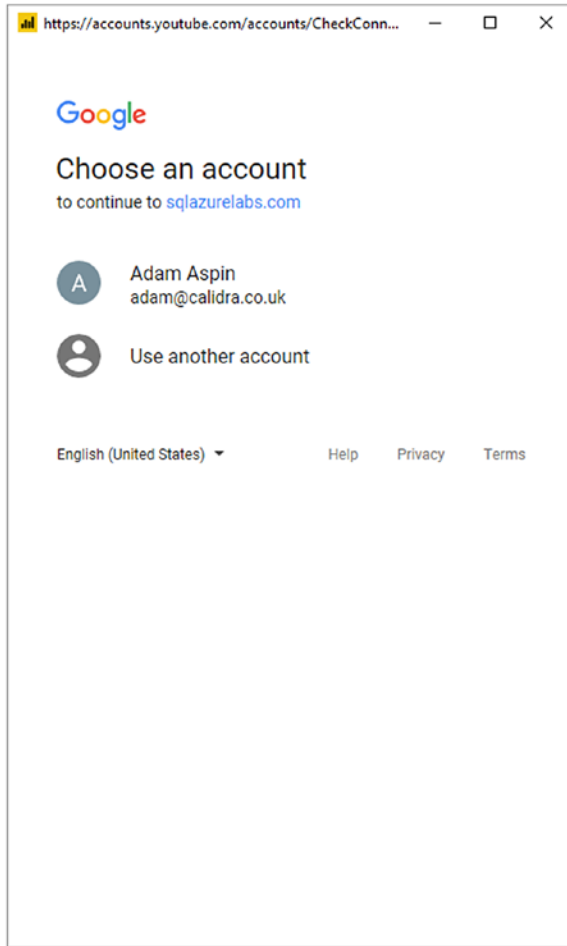 https://accounts.youtube.com/accounts/CheckConn...
Google
Choose an account
to continue to sqlazurelabs.com
A
Adam Aspin
adam@calidra.co.uk
Use another account
English (United States)
Help
Privacy
Terms